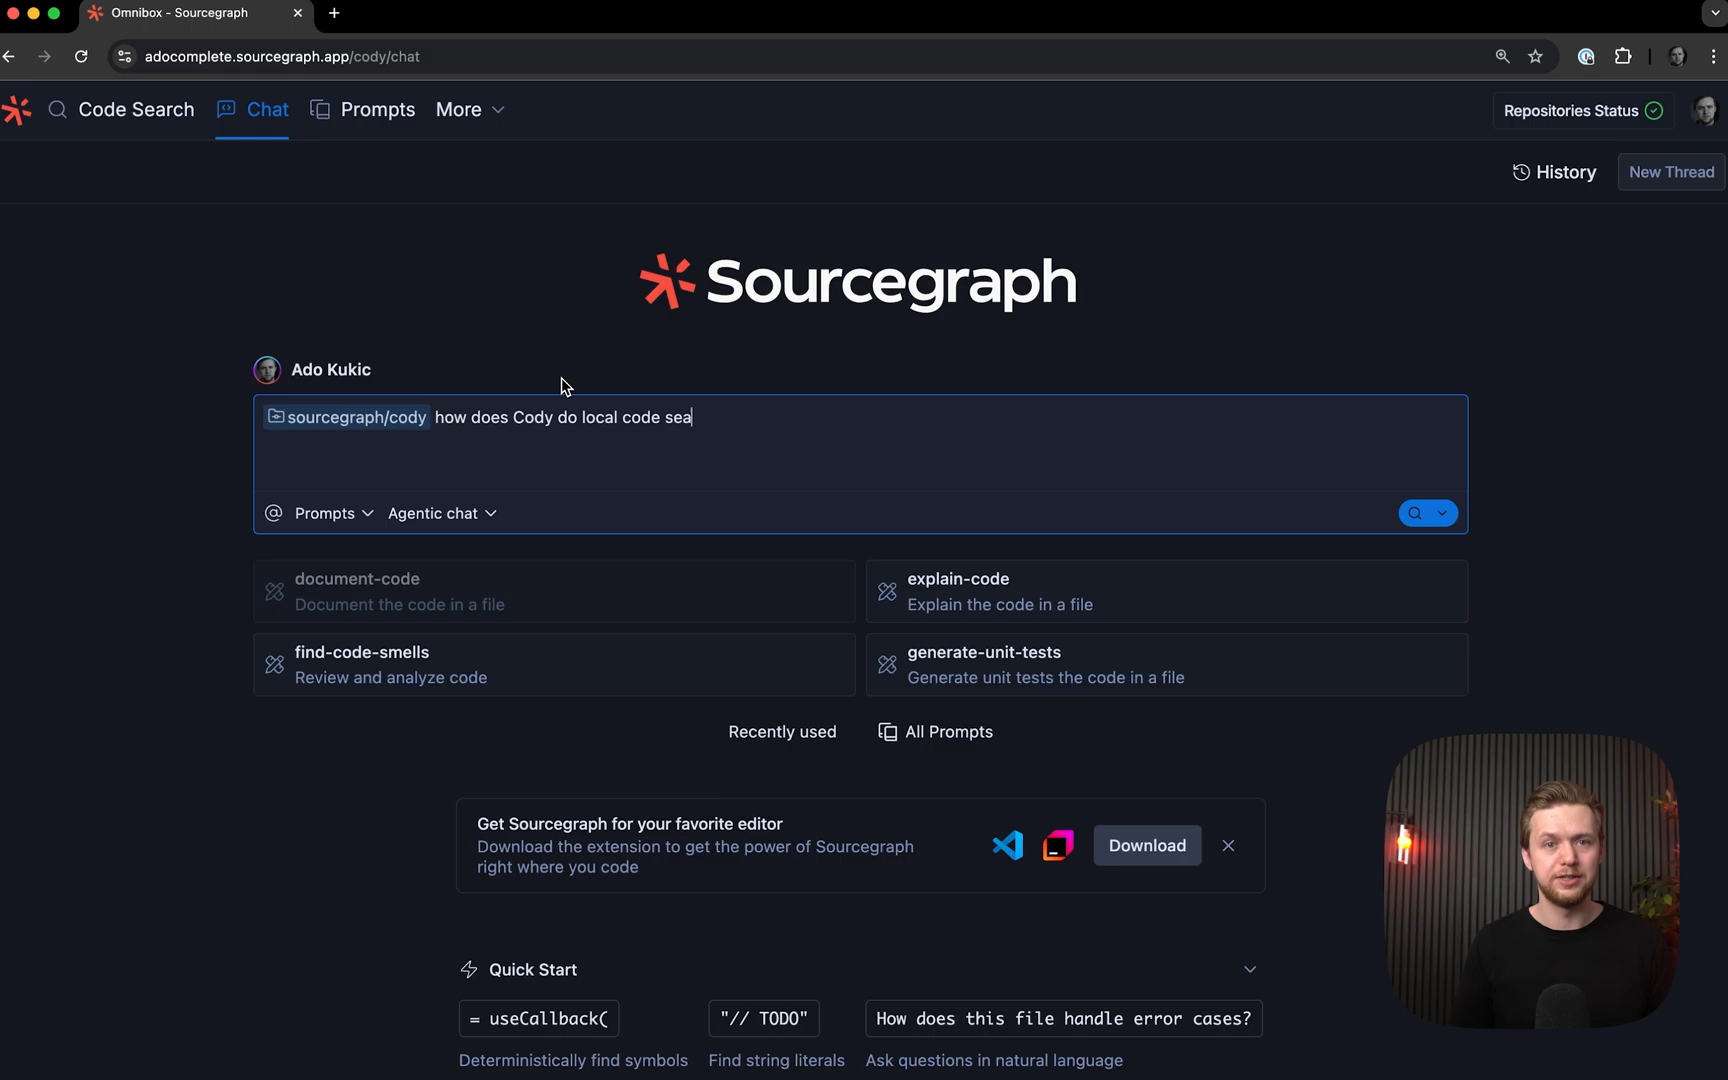 Omnibox - Sourcegraph
adocomplete.sourcegraph.app/cody/chat
Code Search Chat Prompts More
Repositories Status
History New Thread
Sourcegraph
Ado Kukic
sourcegraph/cody how does Cody do local code sea
@ Prompts Agentic chat
document-code
Document the code in a file
explain-code
Explain the code in a file
find-code-smells
Review and analyze code
generate-unit-tests
Generate unit tests the code in a file
Recently used All Prompts
Get Sourcegraph for your favorite editor
Download the extension to get the power of Sourcegraph
right where you code
Download
Quick Start
= useCallback(
Deterministically find symbols
"// TODO"
Find string literals
How does this file handle error cases?
Ask questions in natural language